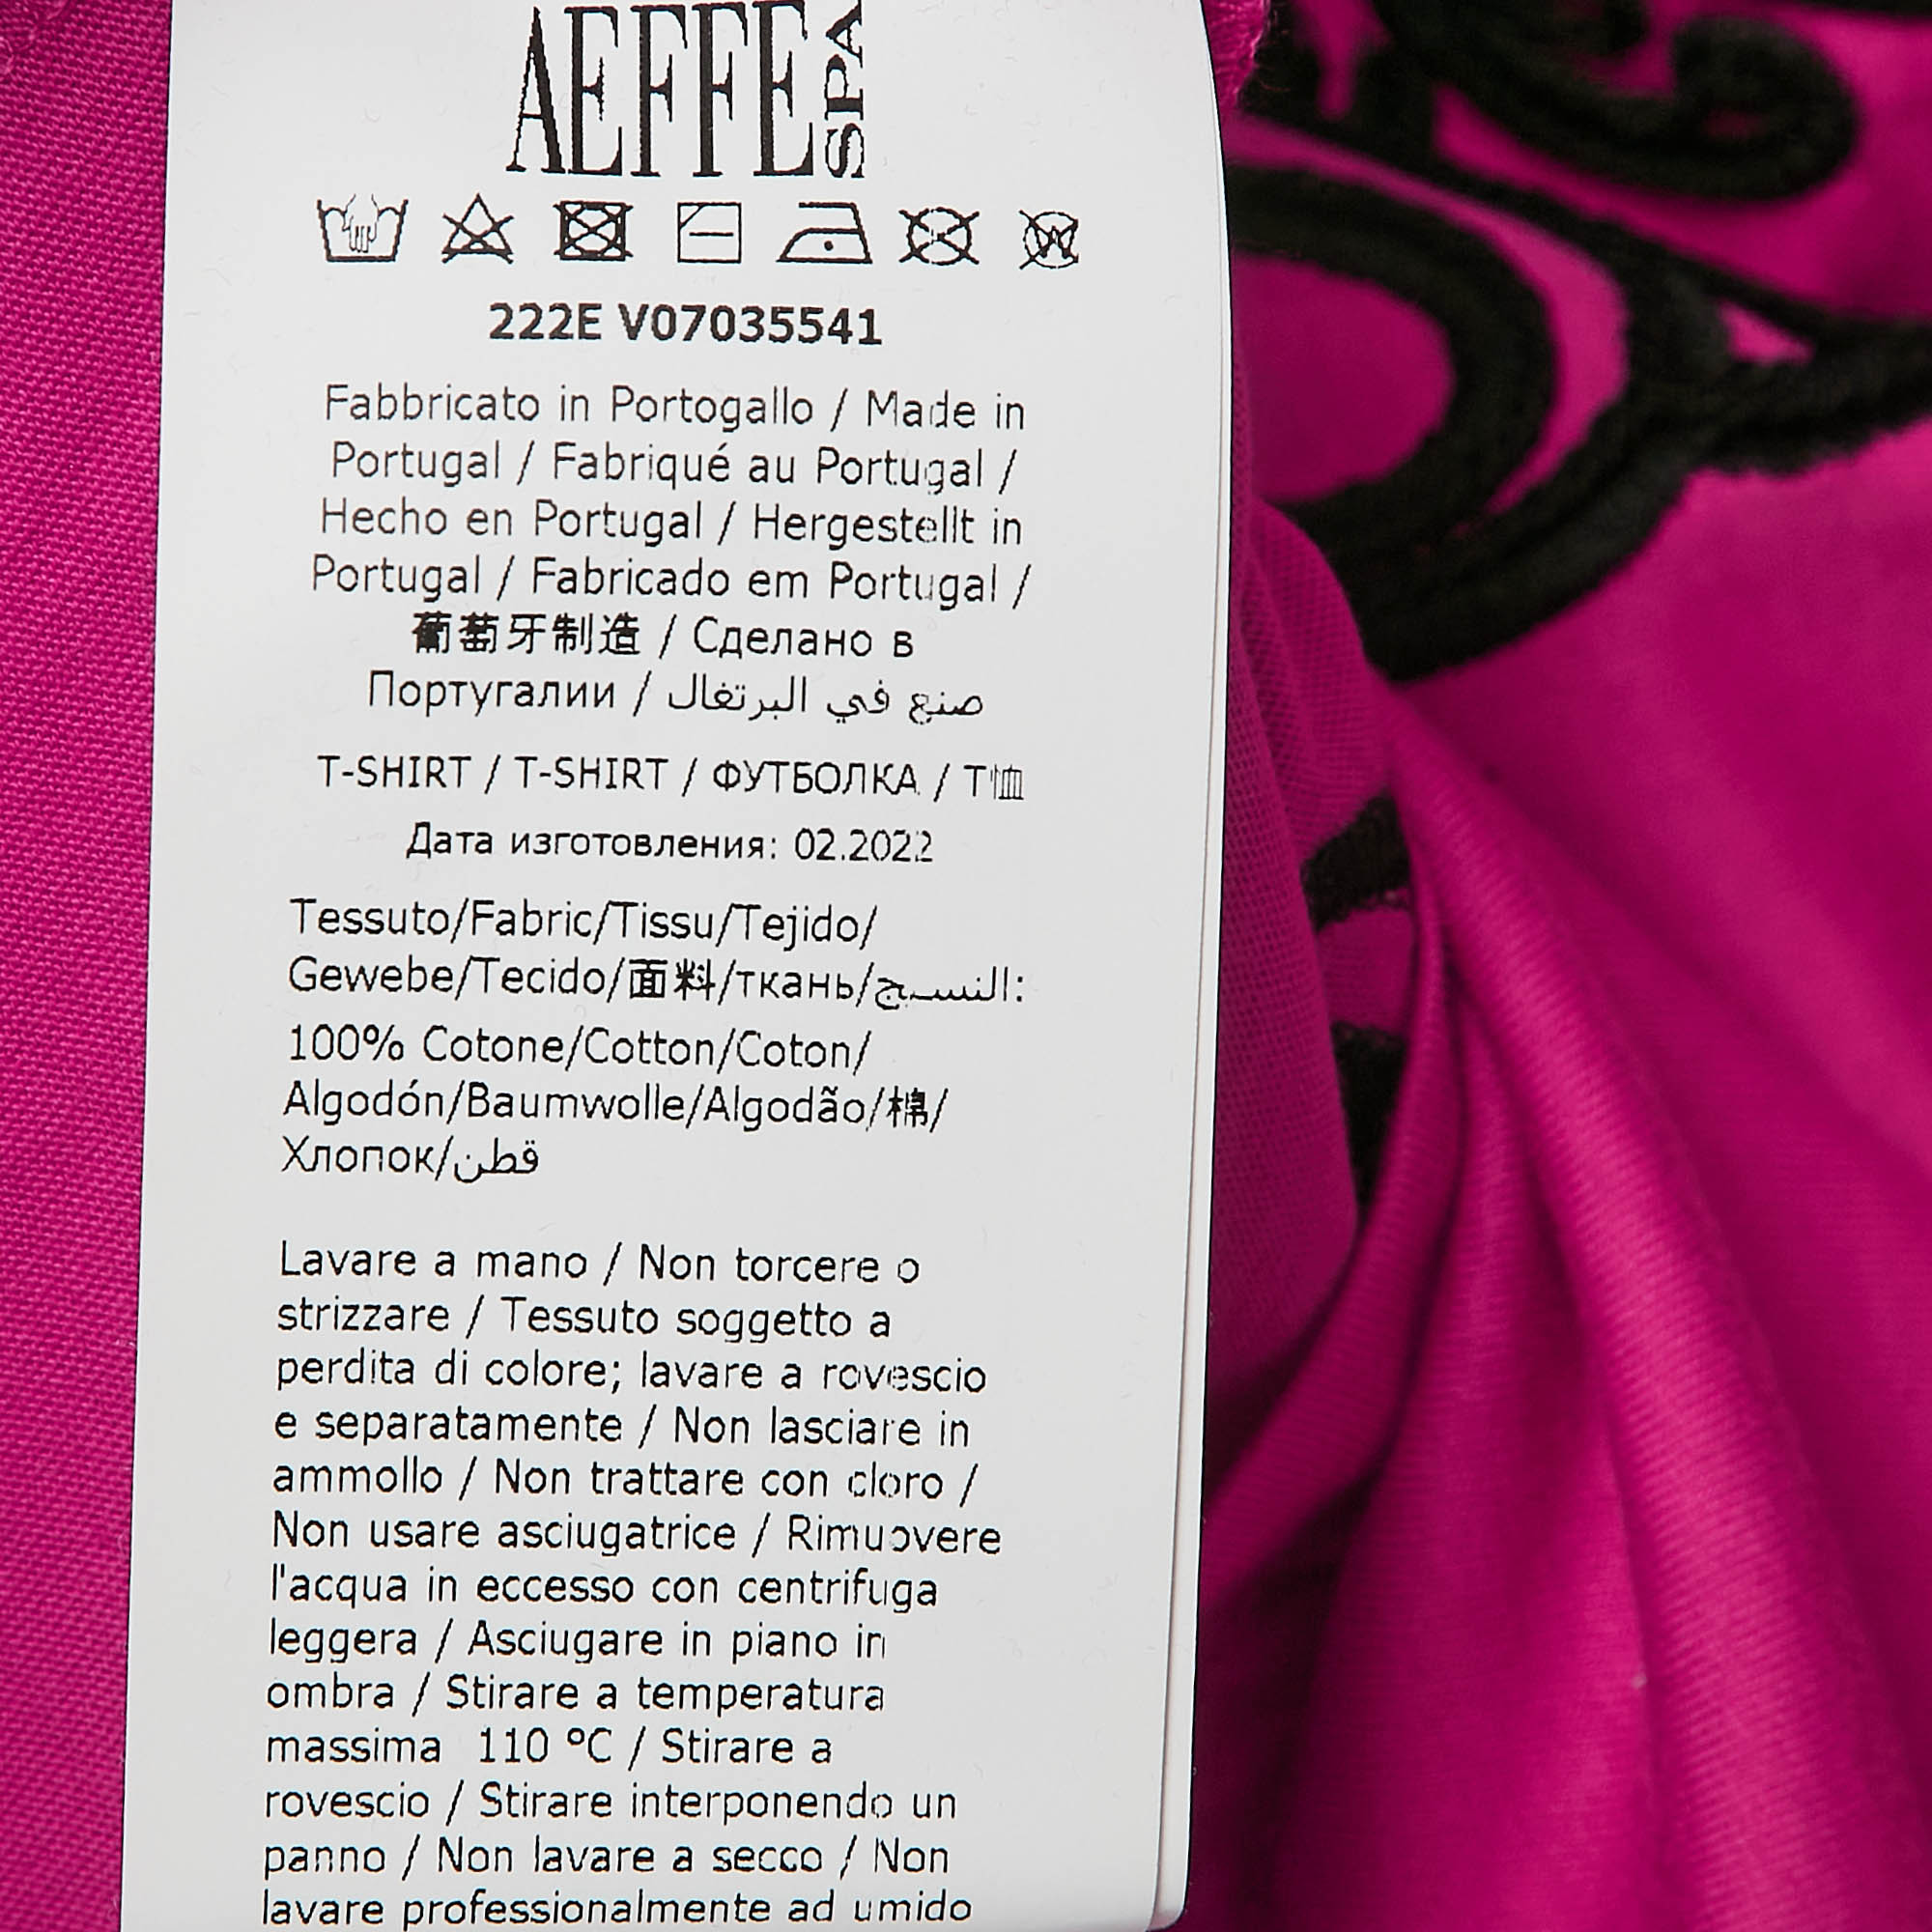 AEFFE SPA
222E V07035541
Fabbricato in Portogallo / Made in
Portugal / Fabriqué au Portugal /
Hecho en Portugal / Hergestellt in
Portugal / Fabricado em Portugal /
葡萄牙制造 / Сделано в
Португалии / صنع في البرتغال
T-SHIRT / T-SHIRT / ФУТБОЛКА / T恤
Дата изготовления: 02.2022
Tessuto/Fabric/Tissu/Tejido/
Gewebe/Tecido/面料/ткань/النسيج:
100% Cotone/Cotton/Coton/
Algodón/Baumwolle/Algodão/棉/
Хлопок/قطن
Lavare a mano / Non torcere o
strizzare / Tessuto soggetto a
perdita di colore; lavare a rovescio
e separatamente / Non lasciare in
ammollo / Non trattare con cloro /
Non usare asciugatrice / Rimuovere
l'acqua in eccesso con centrifuga
leggera / Asciugare in piano in
ombra / Stirare a temperatura
massima 110 °C / Stirare a
rovescio / Stirare interponendo un
panno / Non lavare a secco / Non
lavare professionalmente ad umido